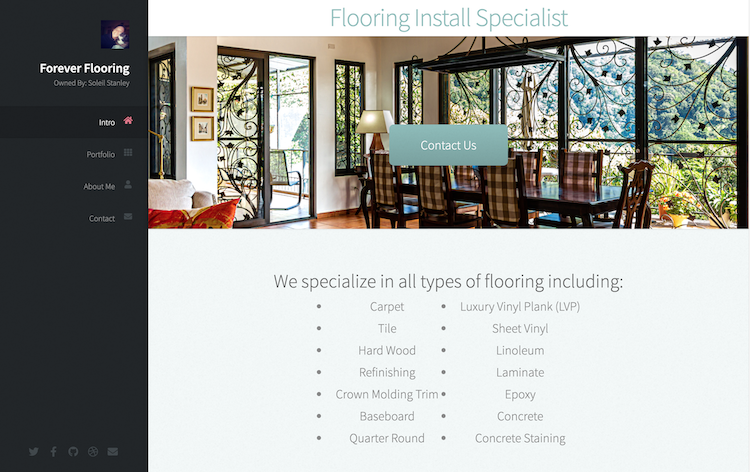 Flooring Install Specialist
Forever Flooring
Owned By: Soleil Stanley
Intro
Portfolio
About Me
Contact
Contact Us
We specialize in all types of flooring including:
Carpet
Tile
Hard Wood
Refinishing
Crown Molding Trim
Baseboard
Quarter Round
Luxury Vinyl Plank (LVP)
Sheet Vinyl
Linoleum
Laminate
Epoxy
Concrete
Concrete Staining